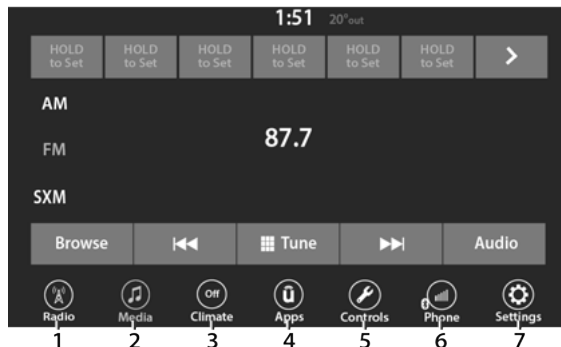 1:51 20°out
HOLD to Set HOLD to Set HOLD to Set HOLD to Set HOLD to Set HOLD to Set
AM
87.7
FM
SXM
Browse Tune Audio
Off û
Radio Media Climate Apps Controls Phone Settings
1 2 3 4 5 6 7